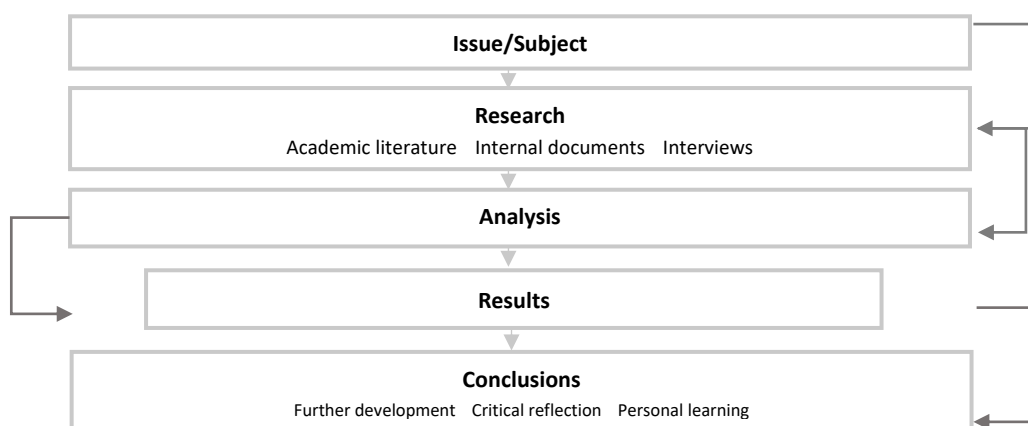 Issue/Subject
Research
Academic literature Internal documents Interviews
Analysis
Results
Conclusions
Further development Critical reflection Personal learning